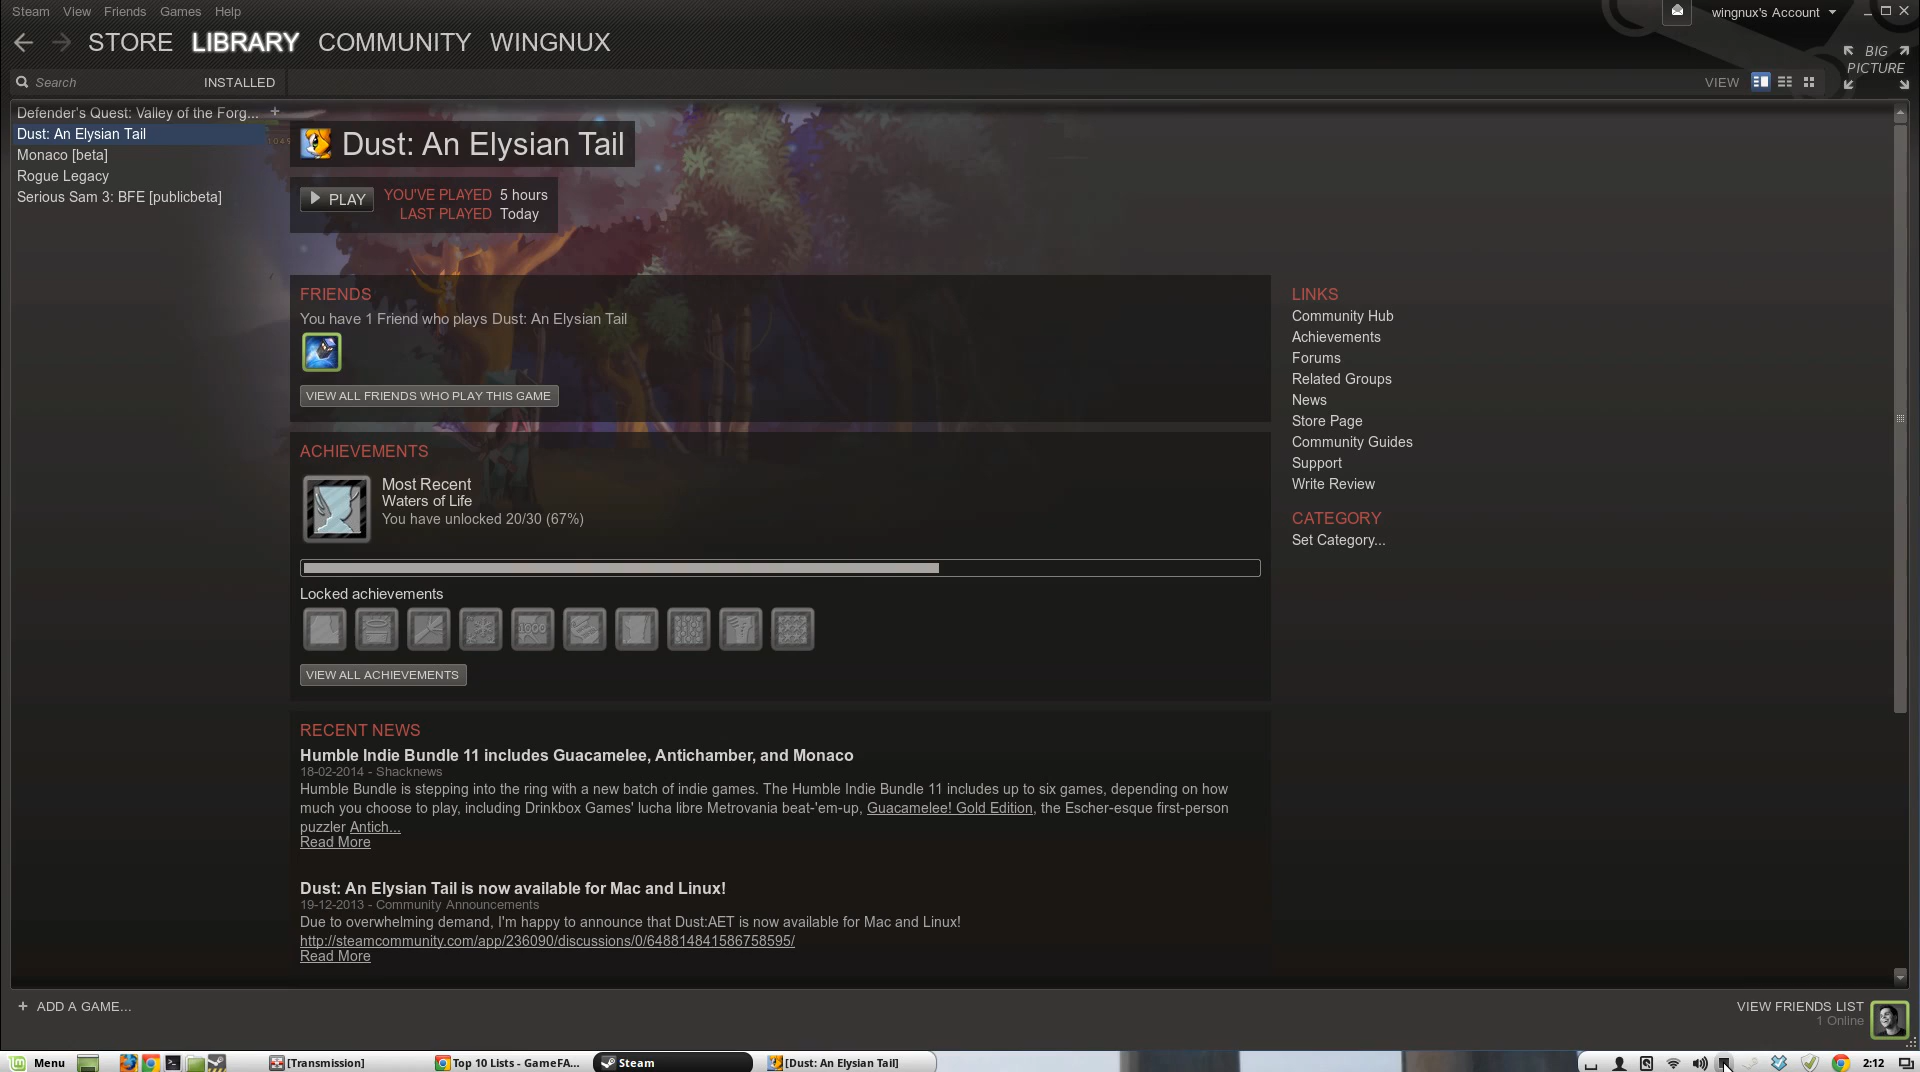 Steam View Friends Games Help
wingnux's Account
STORE LIBRARY COMMUNITY WINGNUX
BIG PICTURE
Search INSTALLED
VIEW
Defender's Quest: Valley of the Forg...
Dust: An Elysian Tail
Monaco [beta]
Rogue Legacy
Serious Sam 3: BFE [publicbeta]
Dust: An Elysian Tail
PLAY
YOU'VE PLAYED 5 hours
LAST PLAYED Today
FRIENDS
You have 1 Friend who plays Dust: An Elysian Tail
VIEW ALL FRIENDS WHO PLAY THIS GAME
ACHIEVEMENTS
Most Recent
Waters of Life
You have unlocked 20/30 (67%)
Locked achievements
1000
VIEW ALL ACHIEVEMENTS
RECENT NEWS
Humble Indie Bundle 11 includes Guacamelee, Antichamber, and Monaco
18-02-2014 - Shacknews
Humble Bundle is stepping into the ring with a new batch of indie games. The Humble Indie Bundle 11 includes up to six games, depending on how
much you choose to play, including Drinkbox Games' lucha libre Metrovania beat-'em-up, Guacamelee! Gold Edition, the Escher-esque first-person
puzzler Antich...
Read More
Dust: An Elysian Tail is now available for Mac and Linux!
19-12-2013 - Community Announcements
Due to overwhelming demand, I'm happy to announce that Dust:AET is now available for Mac and Linux!
http://steamcommunity.com/app/236090/discussions/0/648814841586758595/
Read More
LINKS
Community Hub
Achievements
Forums
Related Groups
News
Store Page
Community Guides
Support
Write Review
CATEGORY
Set Category...
+ ADD A GAME...
VIEW FRIENDS LIST
1 Online
Menu
[Transmission]
Top 10 Lists - GameFA...
Steam
[Dust: An Elysian Tail]
2:12